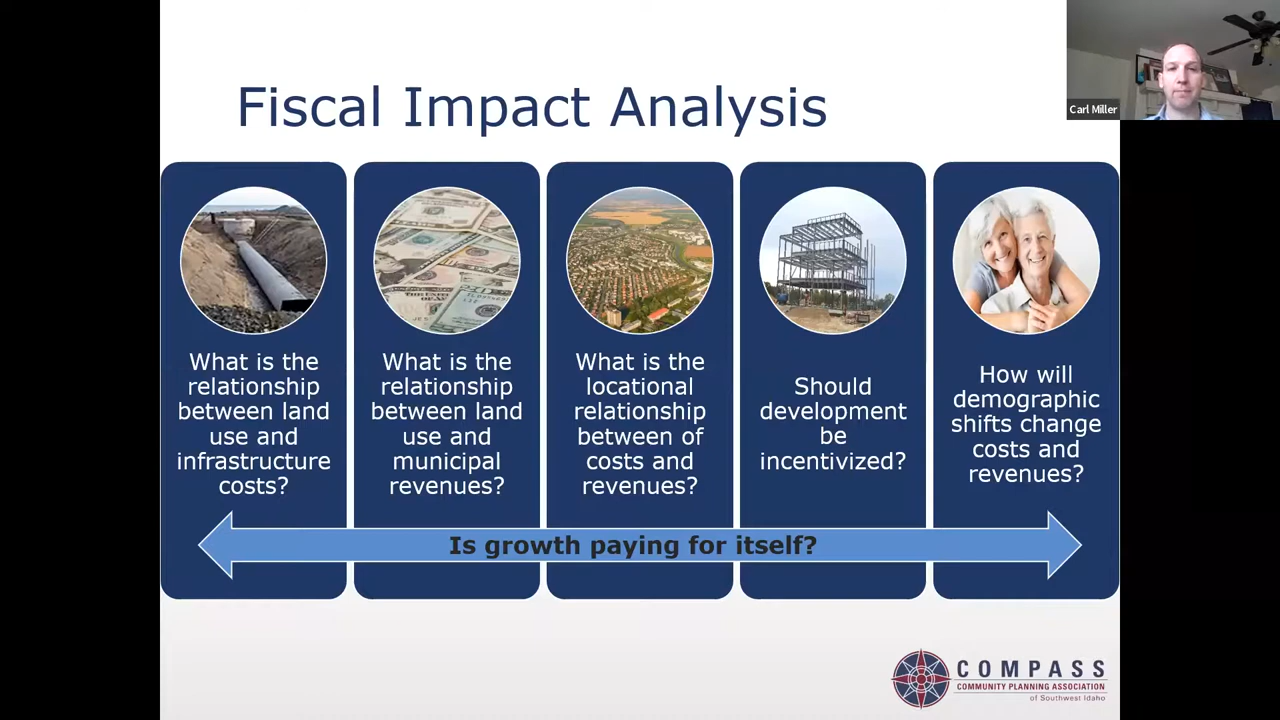 Fiscal Impact Analysis
Carl Miller
What is the
relationship
between land
use and
infrastructure
costs?
What is the
relationship
between land
use and
municipal
revenues?
What is the
locational
relationship
between of
costs and
revenues?
Should
development
be
incentivized?
How will
demographic
shifts change
costs and
revenues?
Is growth paying for itself?
COMPASS
COMMUNITY PLANNING ASSOCIATION
of Southwest Idaho